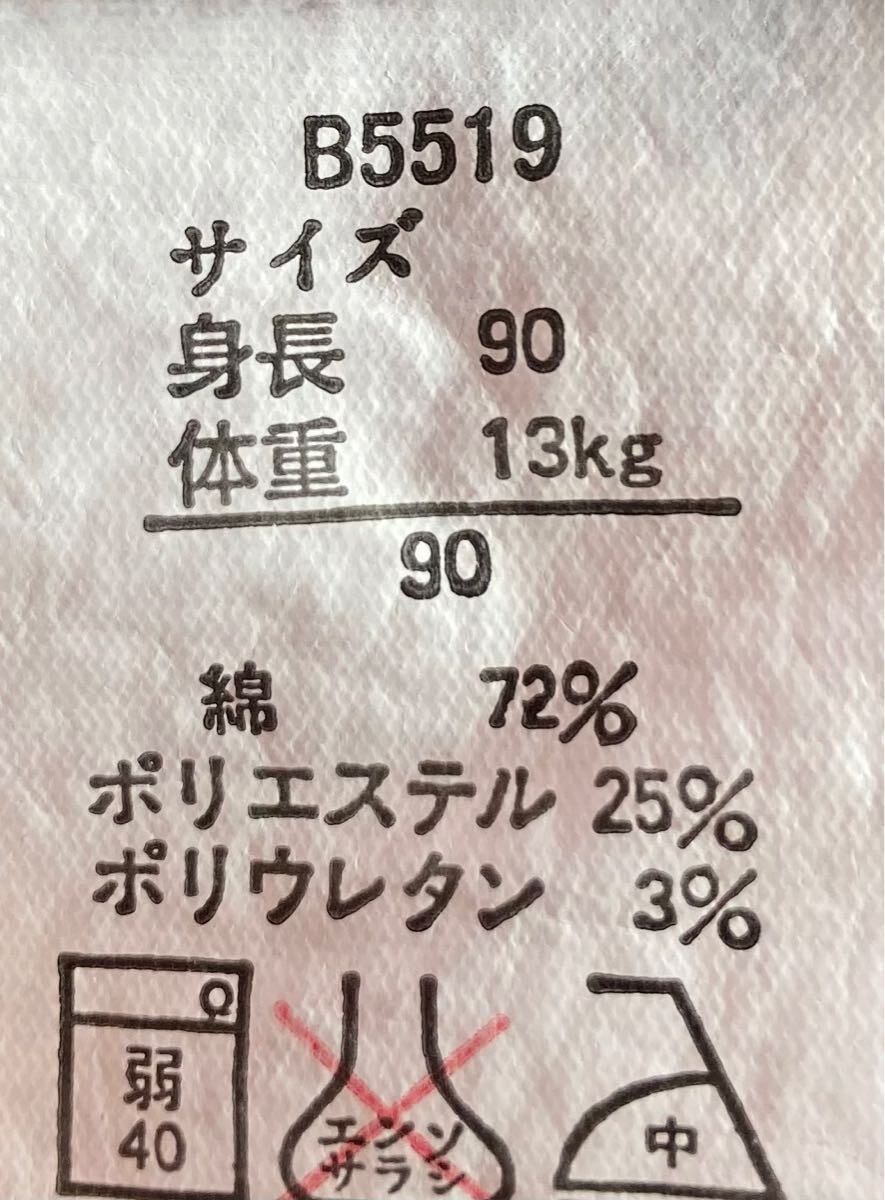 B5519
サイズ
身長 90
体重 13kg
90
綿 72%
ポリエステル 25%
ポリウレタン 3%
弱
40
エンソ
サラシ
中